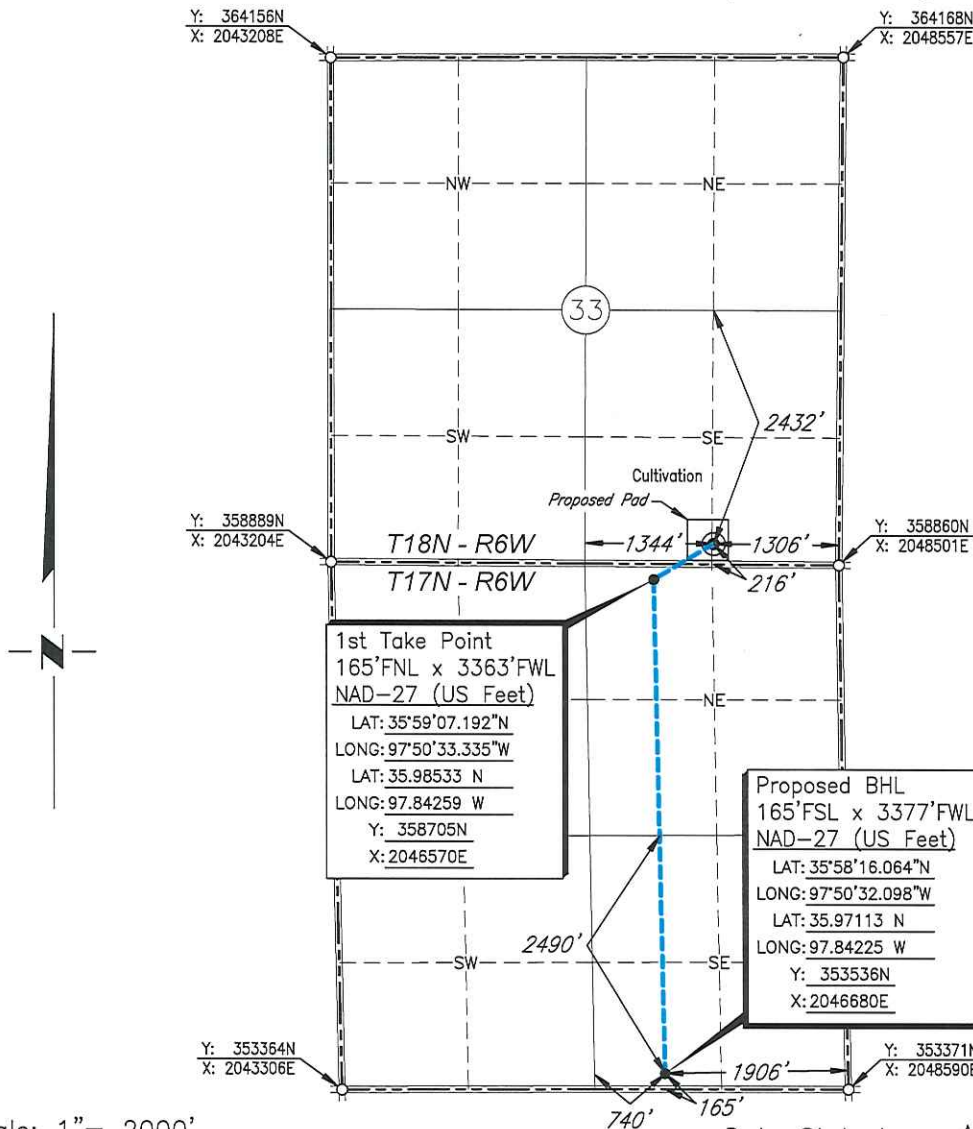 Y: 364156N
X: 2043208E
Y: 364168N
X: 2048557E
NW
NE
33
2432'
SW
SE
Cultivation
Proposed Pad
Y: 358889N
X: 2043204E
T18N - R6W
1344'
1306'
Y: 358860N
X: 2048501E
T17N - R6W
216'
1st Take Point
165'FNL x 3363'FWL
NAD-27 (US Feet)
LAT: 35°59'07.192"N
LONG: 97°50'33.335"W
LAT: 35.98533 N
LONG: 97.84259 W
Y: 358705N
X: 2046570E
NE
Proposed BHL
165'FSL x 3377'FWL
NAD-27 (US Feet)
LAT: 35°58'16.064"N
LONG: 97°50'32.098"W
LAT: 35.97113 N
LONG: 97.84225 W
Y: 353536N
X: 2046680E
2490'
SW
SE
Y: 353364N
X: 2043306E
1906'
Y: 353371N
X: 2048590E
165'
740'
N
1"= 2000'